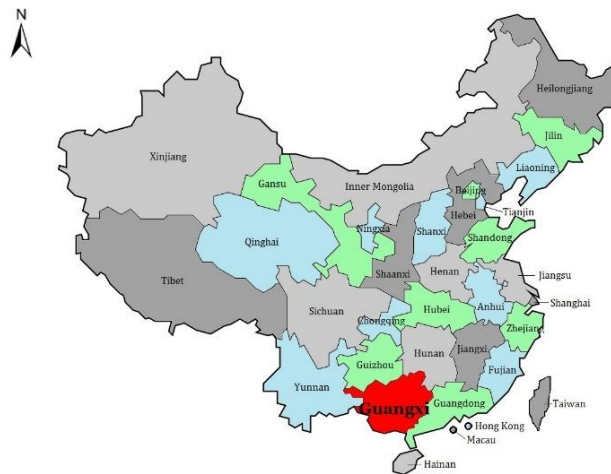 N
Heilongjiang
Jilin
Xinjiang
Liaoning
Gansu
Inner Mongolia
Beijing
Tianjin
Hebei
Ningxia
Shanxi
Qinghai
Shandong
Shaanxi
Henan
Jiangsu
Tibet
Shanghai
Sichuan
Hubei
Anhui
Chongqing
Zhejiang
Hunan
Jiangxi
Guizhou
Fujian
Yunnan
Guangxi
Guangdong
Taiwan
Hong Kong
Macau
Hainan